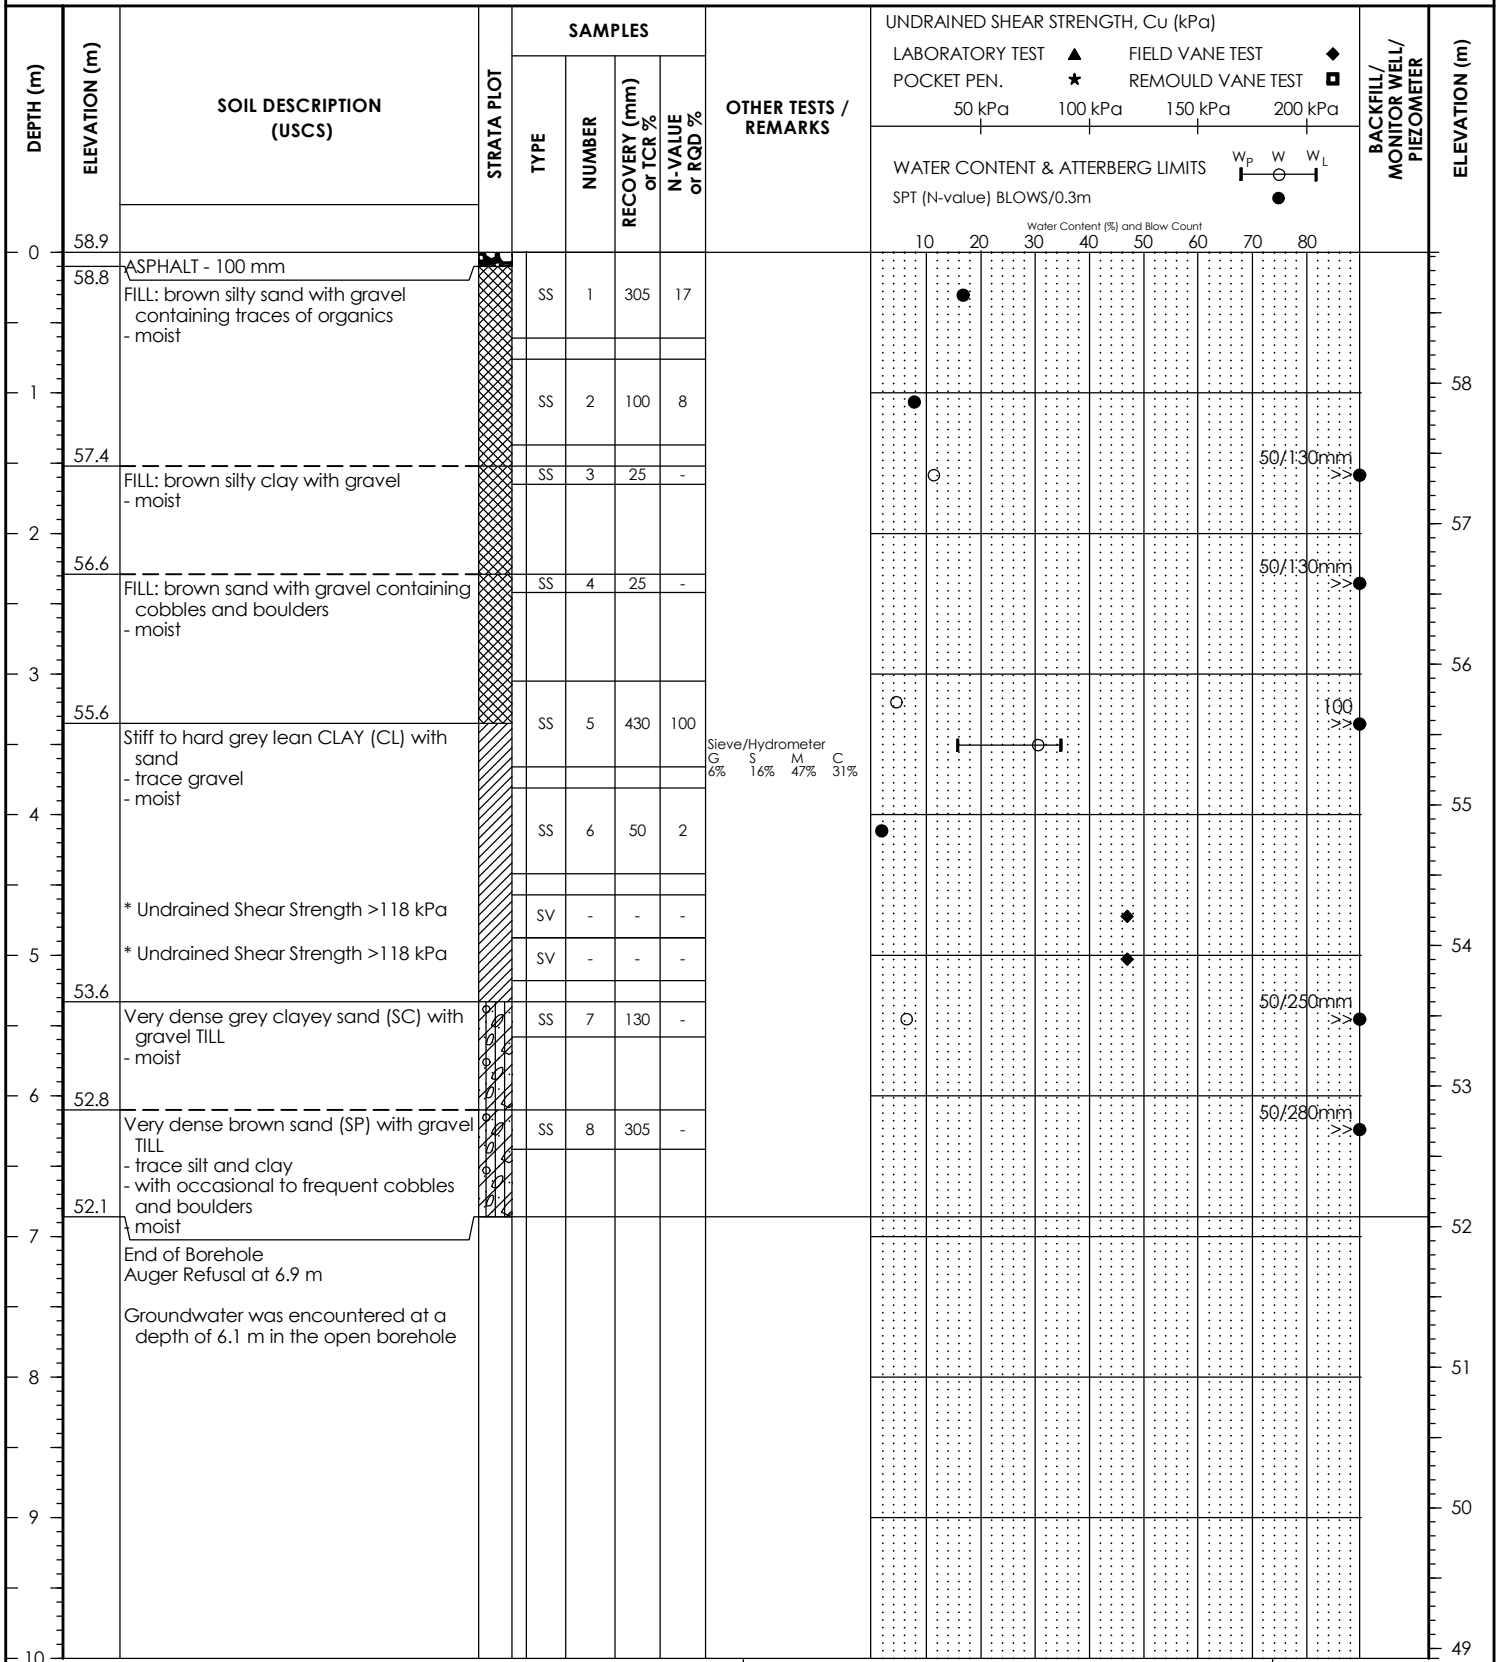 DEPTH (m)
ELEVATION (m)
SOIL DESCRIPTION
(USCS)
STRATA PLOT
SAMPLES
TYPE
NUMBER
RECOVERY (mm)
or TCR %
N-VALUE
or RQD %
OTHER TESTS /
REMARKS
UNDRAINED SHEAR STRENGTH, Cu (kPa)
LABORATORY TEST ▲ FIELD VANE TEST ◆
POCKET PEN. ★ REMOULD VANE TEST
50 kPa 100 kPa 150 kPa 200 kPa
WATER CONTENT & ATTERBERG LIMITS
WP W WL
SPT (N-value) BLOWS/0.3m ●
Water Content (%) and Blow Count
10 20 30 40 50 60 70 80
BACKFILL/
MONITOR WELL/
PIEZOMETER
ELEVATION (m)
0 58.9
58.8 ASPHALT - 100 mm
FILL: brown silty sand with gravel
containing traces of organics
- moist
SS 1 305 17
1
58
SS 2 100 8
57.4
FILL: brown silty clay with gravel
- moist
SS 3 25 -
50/130mm
>>
2
57
56.6
FILL: brown sand with gravel containing
cobbles and boulders
- moist
SS 4 25 -
50/130mm
>>
3
56
55.6
SS 5 430 100
100
>>
Stiff to hard grey lean CLAY (CL) with
sand
- trace gravel
- moist
Sieve/Hydrometer
G S M C
6% 16% 47% 31%
4
55
SS 6 50 2
* Undrained Shear Strength >118 kPa
SV - - -
5
54
* Undrained Shear Strength >118 kPa
SV - - -
53.6
Very dense grey clayey sand (SC) with
gravel TILL
- moist
SS 7 130 -
50/250mm
>>
6
53
52.8
Very dense brown sand (SP) with gravel
TILL
- trace silt and clay
- with occasional to frequent cobbles
and boulders
- moist
SS 8 305 -
50/280mm
>>
52.1
7
52
End of Borehole
Auger Refusal at 6.9 m
Groundwater was encountered at a
depth of 6.1 m in the open borehole
8
51
9
50
10
49